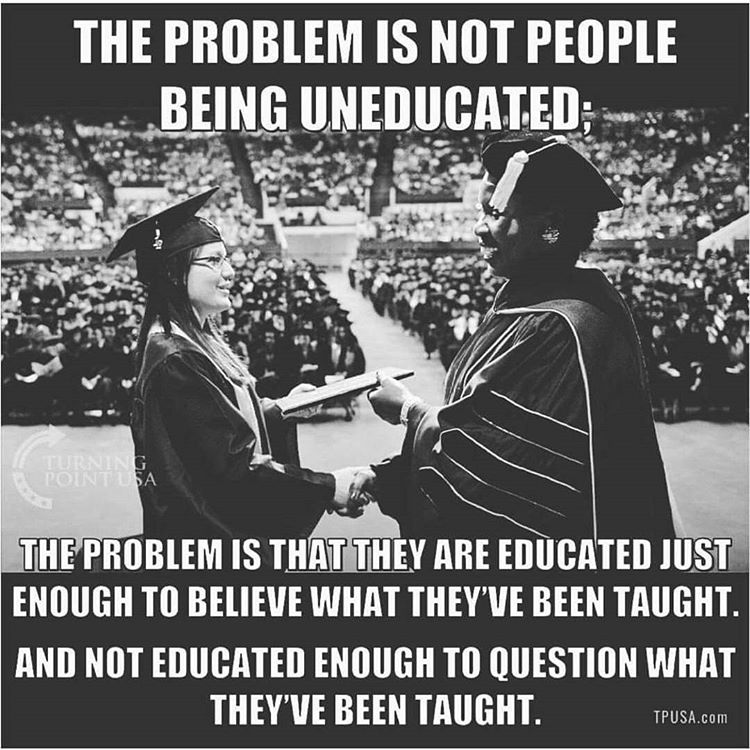 THE PROBLEM IS NOT PEOPLE
BEING UNEDUCATED;
TURNING
POINT USA
THE PROBLEM IS THAT THEY ARE EDUCATED JUST
ENOUGH TO BELIEVE WHAT THEY'VE BEEN TAUGHT.
AND NOT EDUCATED ENOUGH TO QUESTION WHAT
THEY'VE BEEN TAUGHT.
TPUSA.com